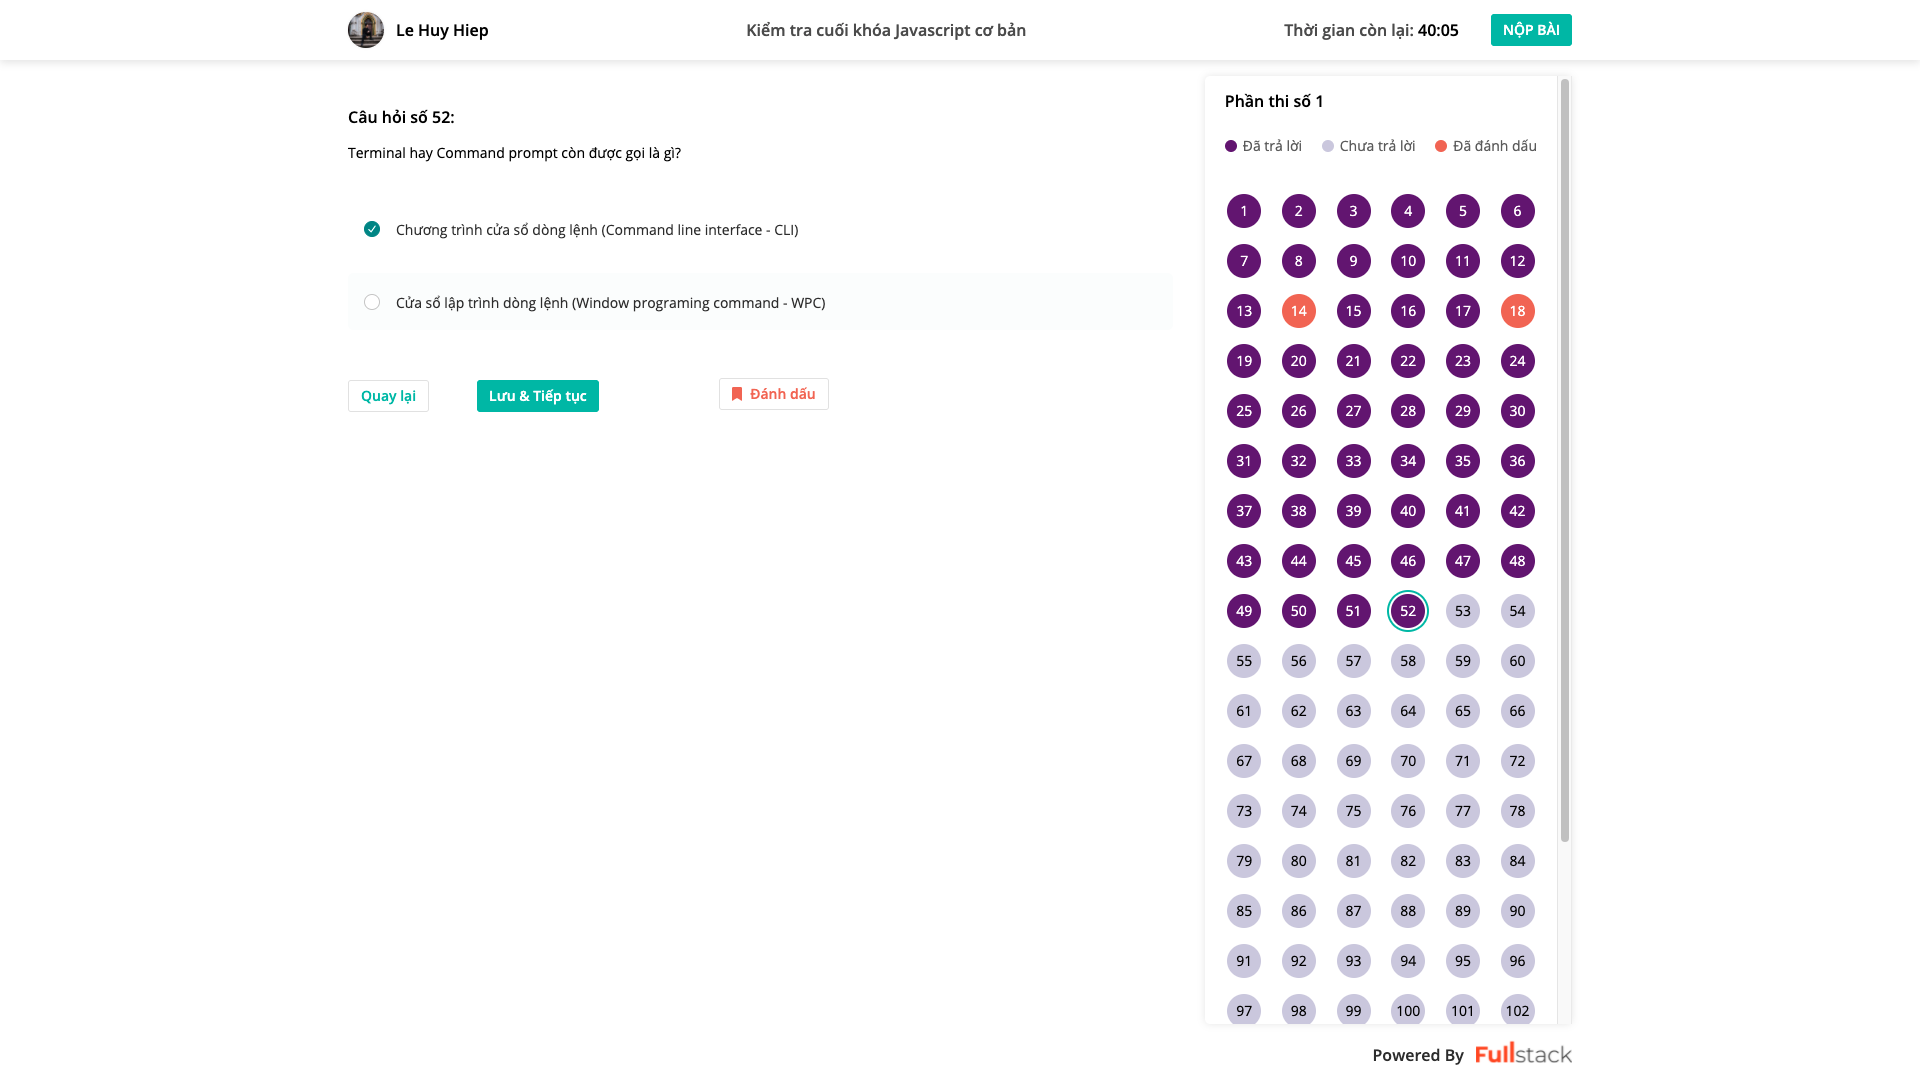 Le Huy Hiep
Kiểm tra cuối khóa Javascript cơ bản
Thời gian còn lại: 40:05
NỘP BÀI
Câu hỏi số 52:
Terminal hay Command prompt còn được gọi là gì?
Chương trình cửa sổ dòng lệnh (Command line interface - CLI)
Cửa sổ lập trình dòng lệnh (Window programing command - WPC)
Quay lại
Lưu & Tiếp tục
Đánh dấu
Phần thi số 1
Đã trả lời Chưa trả lời Đã đánh dấu
1 2 3 4 5 6
7 8 9 10 11 12
13 14 15 16 17 18
19 20 21 22 23 24
25 26 27 28 29 30
31 32 33 34 35 36
37 38 39 40 41 42
43 44 45 46 47 48
49 50 51 52 53 54
55 56 57 58 59 60
61 62 63 64 65 66
67 68 69 70 71 72
73 74 75 76 77 78
79 80 81 82 83 84
85 86 87 88 89 90
91 92 93 94 95 96
97 98 99 100 101 102
Powered By Fullstack